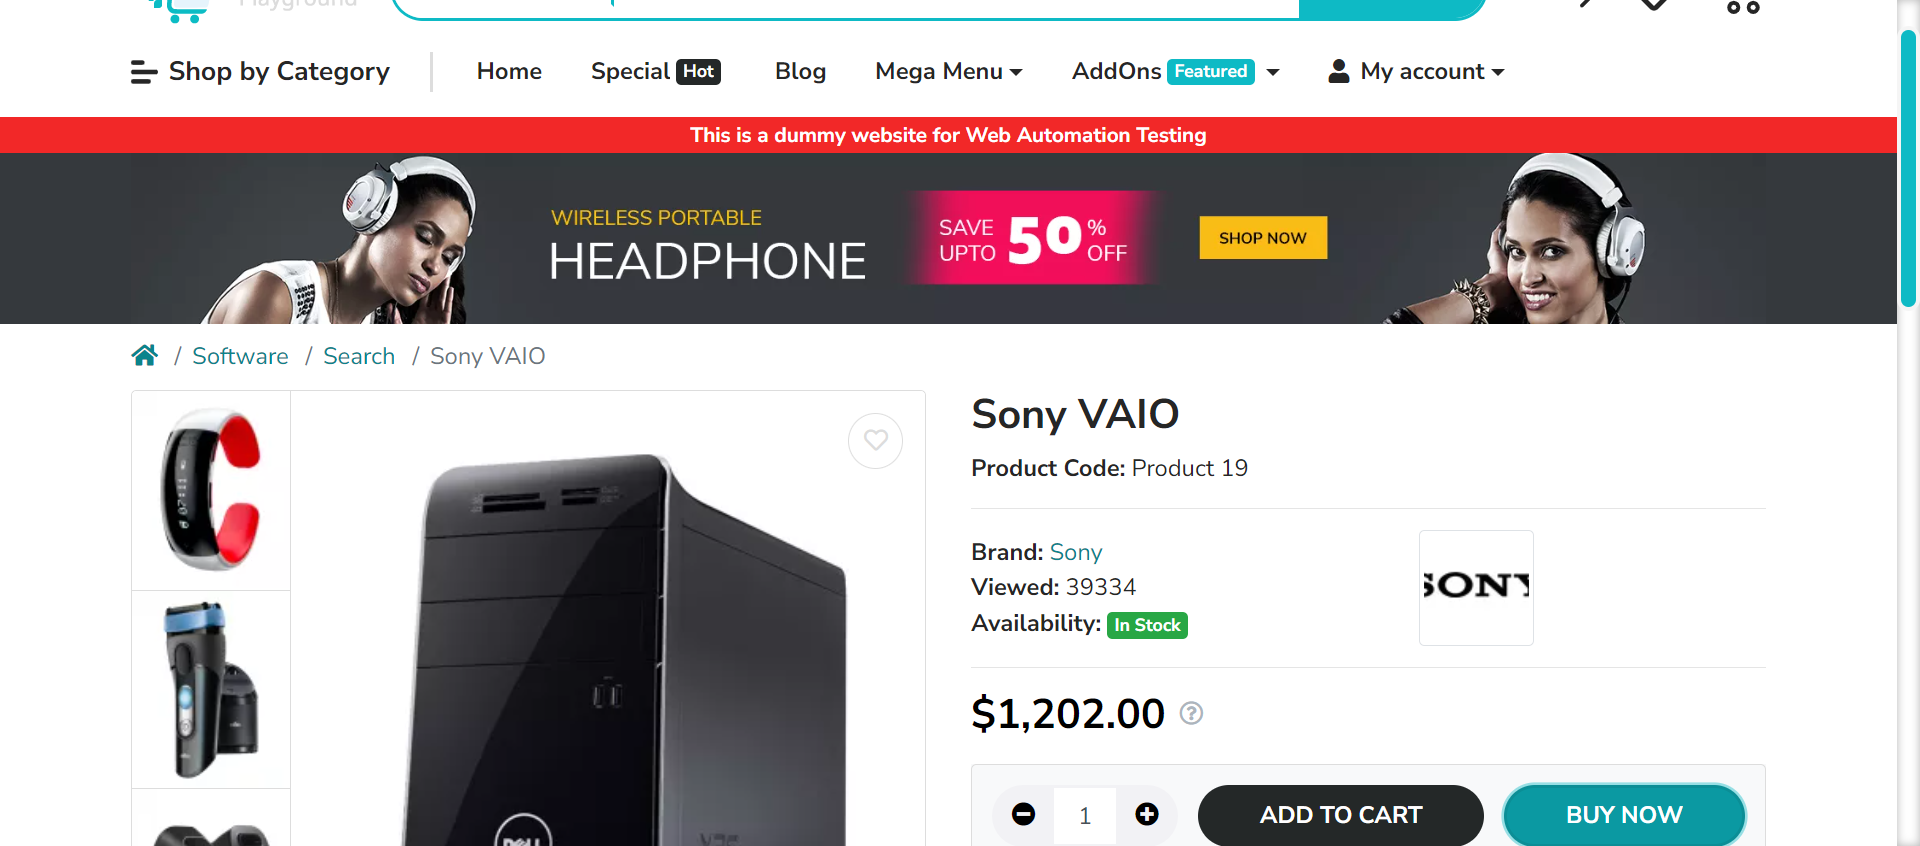 Playground
Shop by Category
Home
Special Hot
Blog
Mega Menu
AddOns Featured
My account
This is a dummy website for Web Automation Testing
WIRELESS PORTABLE
HEADPHONE
SAVE UPTO 50% OFF
SHOP NOW
/ Software / Search / Sony VAIO
Sony VAIO
Product Code: Product 19
Brand: Sony
SONY
Viewed: 39334
Availability: In Stock
$1,202.00
1
ADD TO CART
BUY NOW
DELL